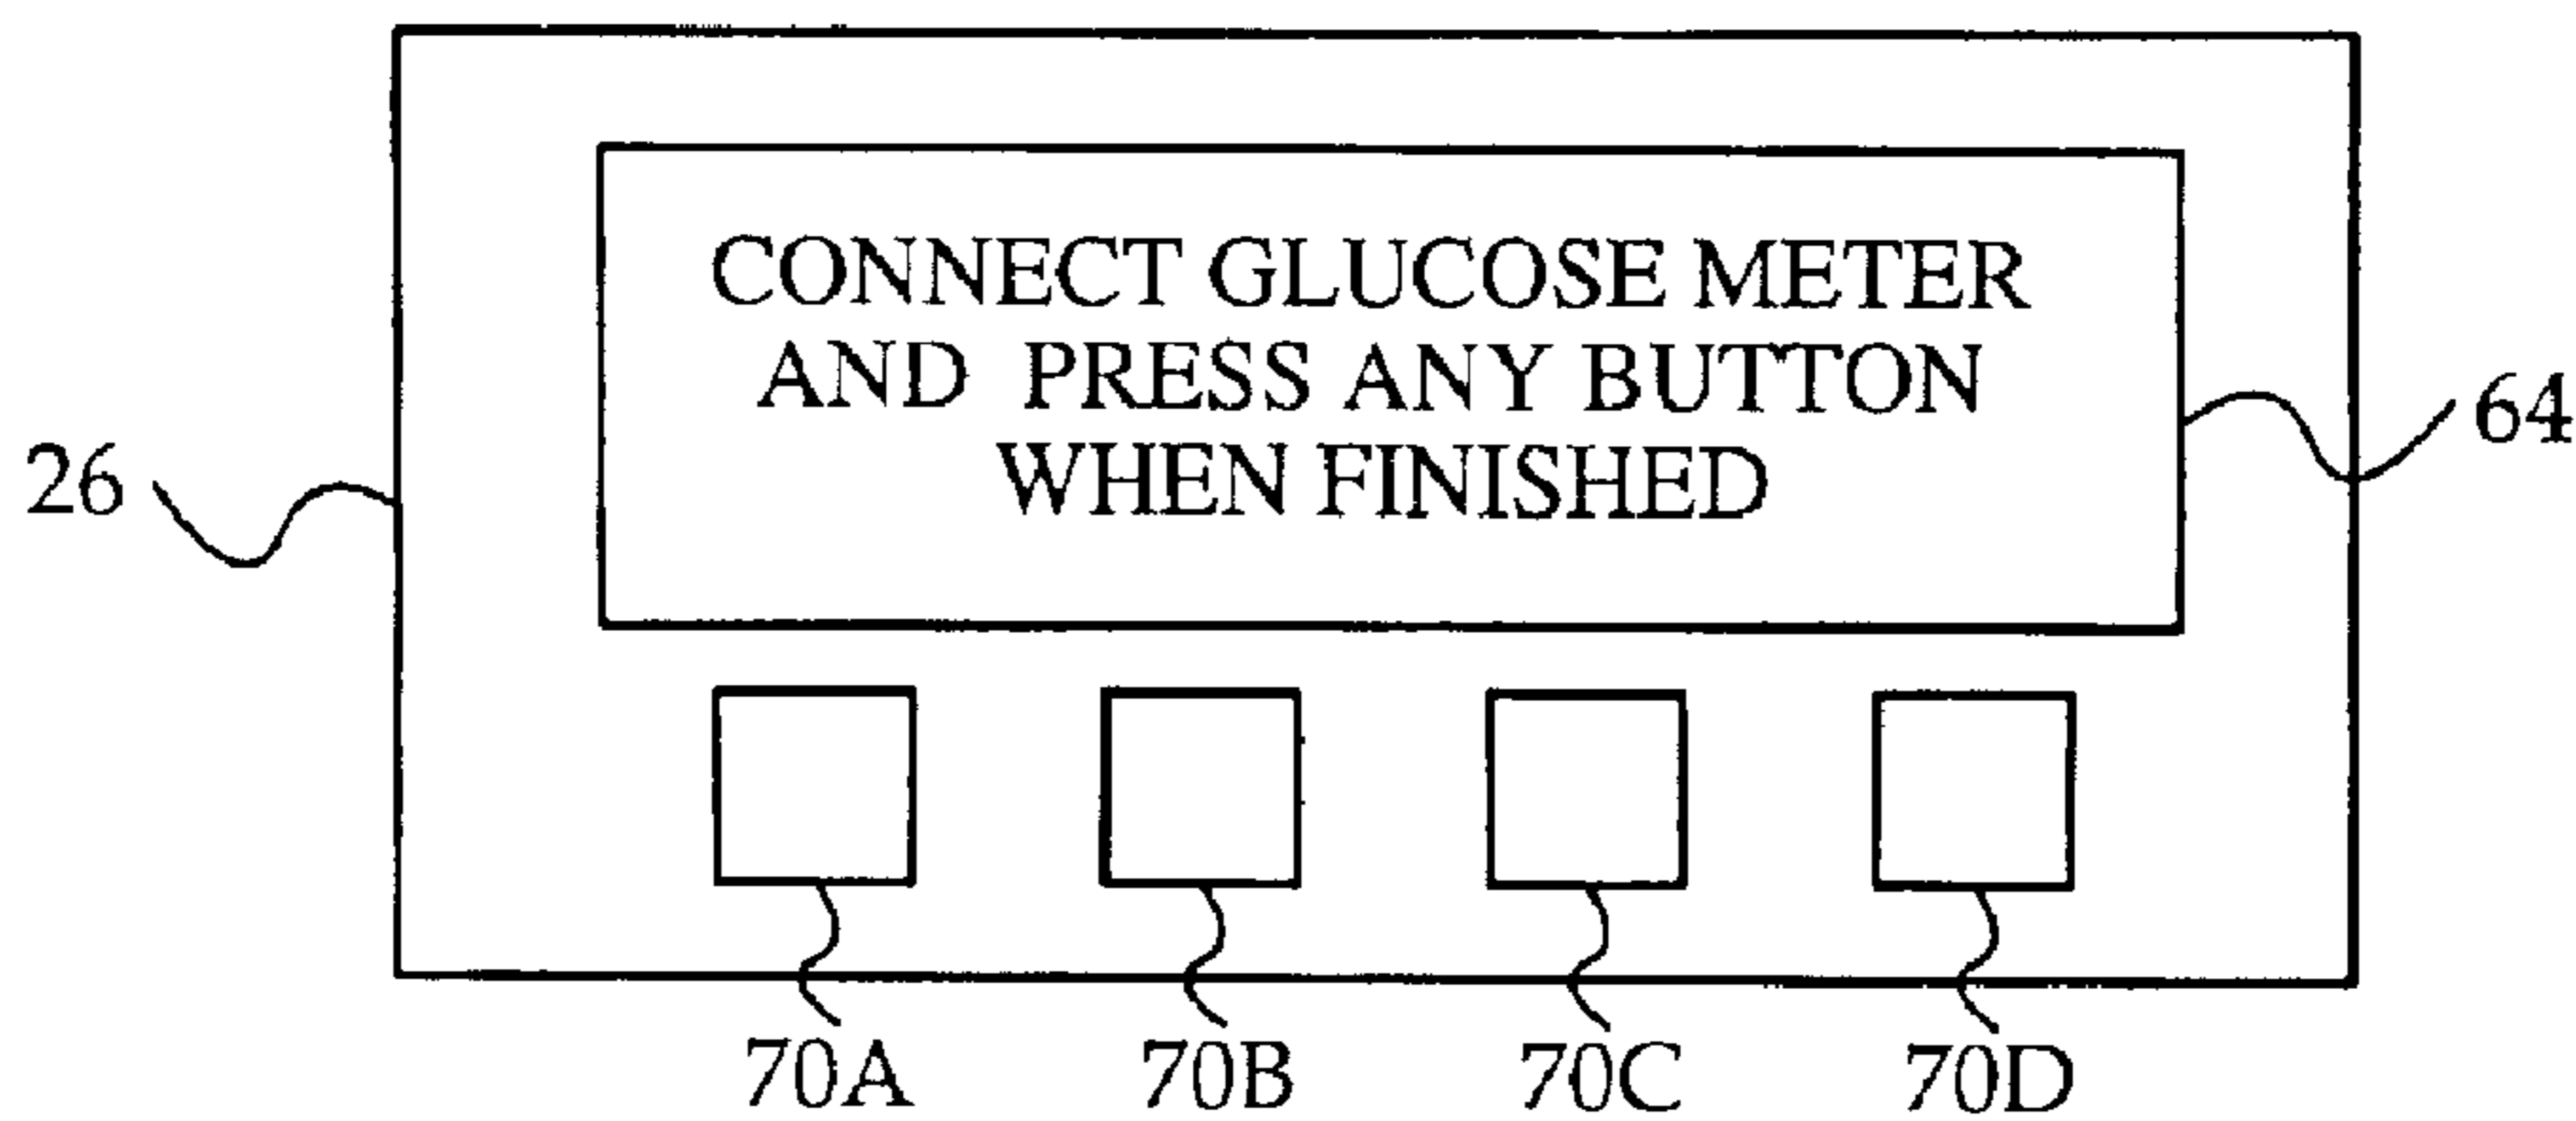 CONNECT GLUCOSE METER
AND PRESS ANY BUTTON
WHEN FINISHED
26
64
70A 70B 70C 70D